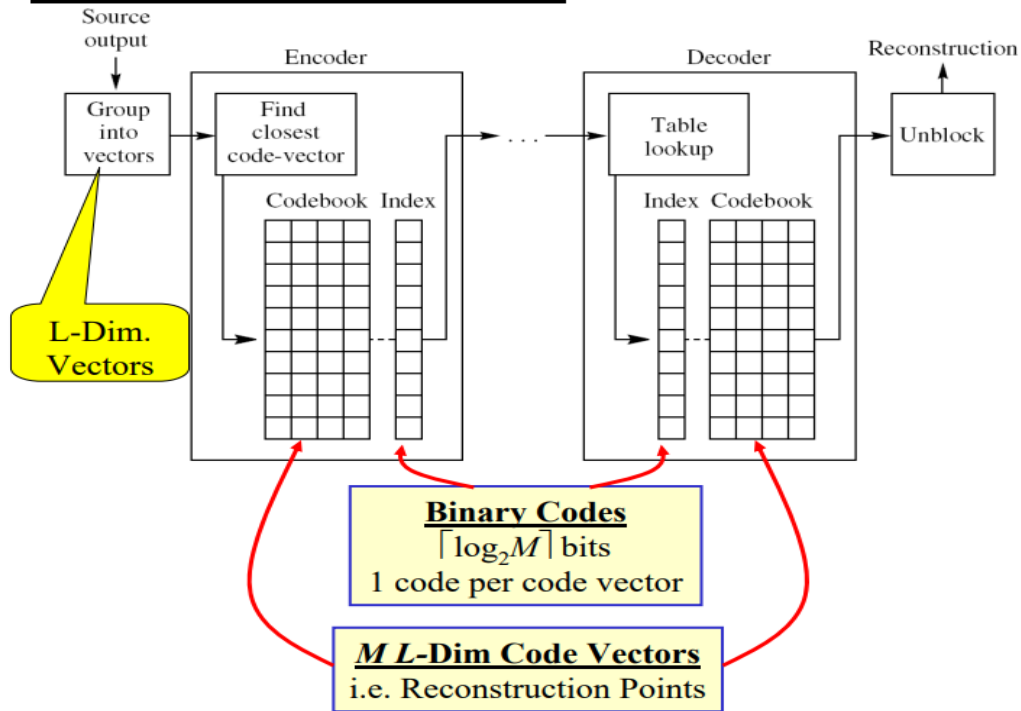 Source
output
Encoder
Decoder
Reconstruction
Group
into
vectors
Find
closest
code-vector
. . .
Table
lookup
Unblock
Codebook Index
Index Codebook
L-Dim.
Vectors
Binary Codes
⌈log₂M⌉ bits
1 code per code vector
M L-Dim Code Vectors
i.e. Reconstruction Points